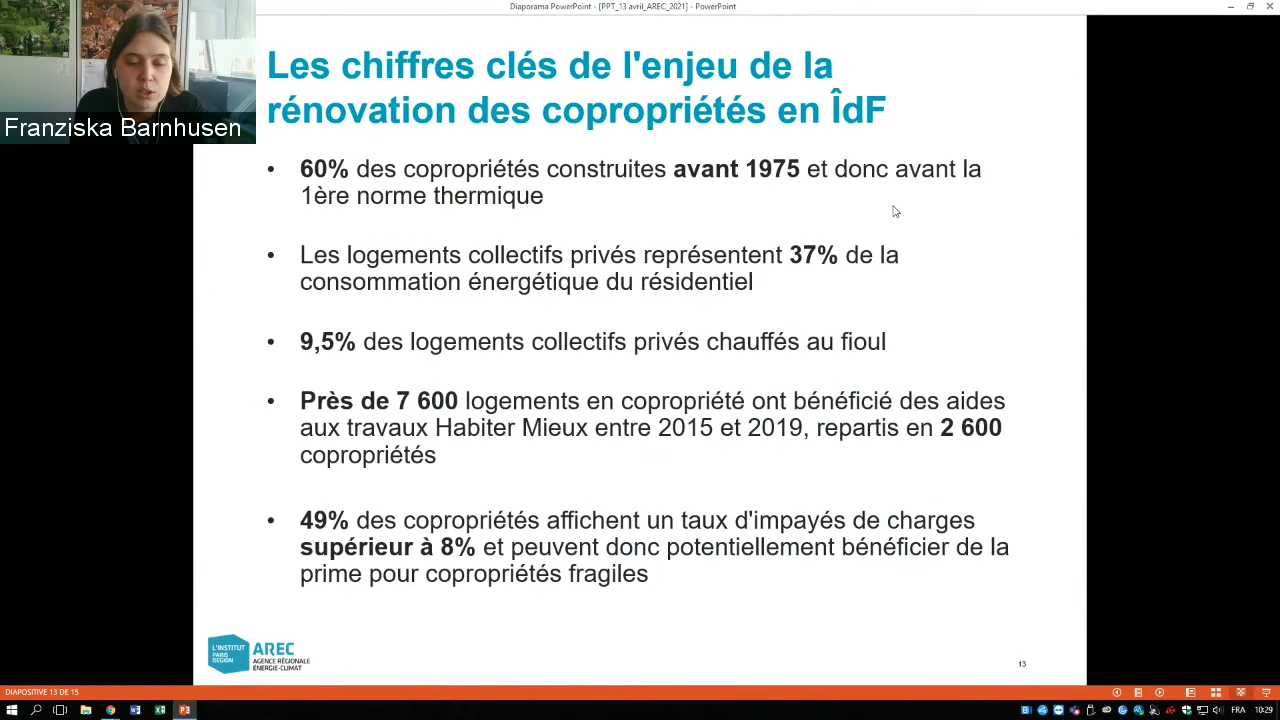 Diaporama PowerPoint - [PPT_13 avril_AREC_2021] - PowerPoint
Franziska Barnhusen
Les chiffres clés de l'enjeu de la
rénovation des copropriétés en ÎdF
• 60% des copropriétés construites avant 1975 et donc avant la
1ère norme thermique
• Les logements collectifs privés représentent 37% de la
consommation énergétique du résidentiel
• 9,5% des logements collectifs privés chauffés au fioul
• Près de 7 600 logements en copropriété ont bénéficié des aides
aux travaux Habiter Mieux entre 2015 et 2019, repartis en 2 600
copropriétés
• 49% des copropriétés affichent un taux d'impayés de charges
supérieur à 8% et peuvent donc potentiellement bénéficier de la
prime pour copropriétés fragiles
L'INSTITUT
PARIS
REGION
AREC
AGENCE RÉGIONALE
ÉNERGIE-CLIMAT
13
DIAPOSITIVE 13 DE 15
FRA
10:29